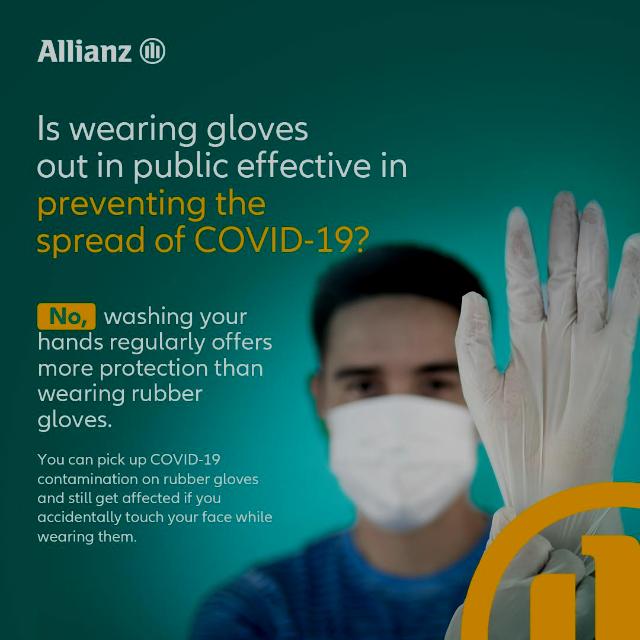 Allianz
Is wearing gloves
out in public effective in
preventing the
spread of COVID-19?
No, washing your
hands regularly offers
more protection than
wearing rubber
gloves.
You can pick up COVID-19
contamination on rubber gloves
and still get affected if you
accidentally touch your face while
wearing them.